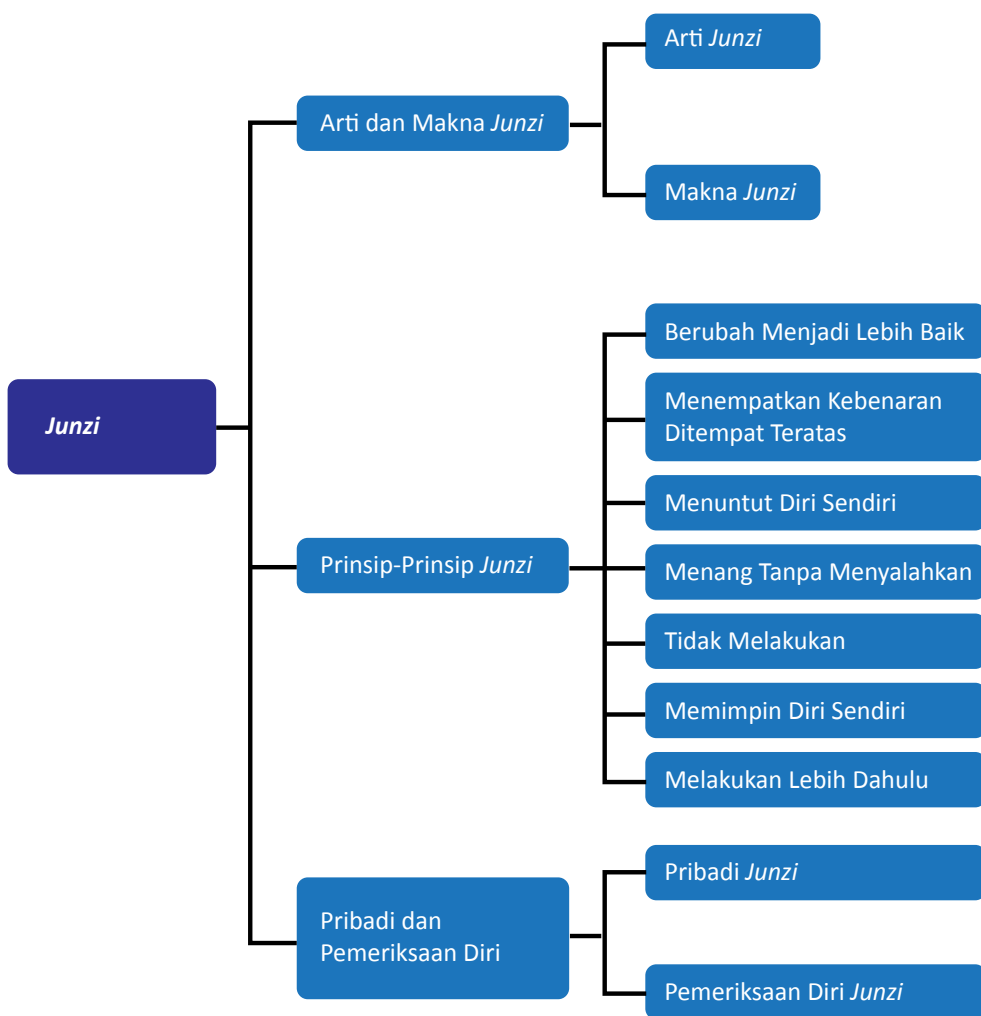 Junzi
Arti dan Makna Junzi
Arti Junzi
Makna Junzi
Prinsip-Prinsip Junzi
Berubah Menjadi Lebih Baik
Menempatkan Kebenaran
Ditempat Teratas
Menuntut Diri Sendiri
Menang Tanpa Menyalahkan
Tidak Melakukan
Memimpin Diri Sendiri
Melakukan Lebih Dahulu
Pribadi dan
Pemeriksaan Diri
Pribadi Junzi
Pemeriksaan Diri Junzi